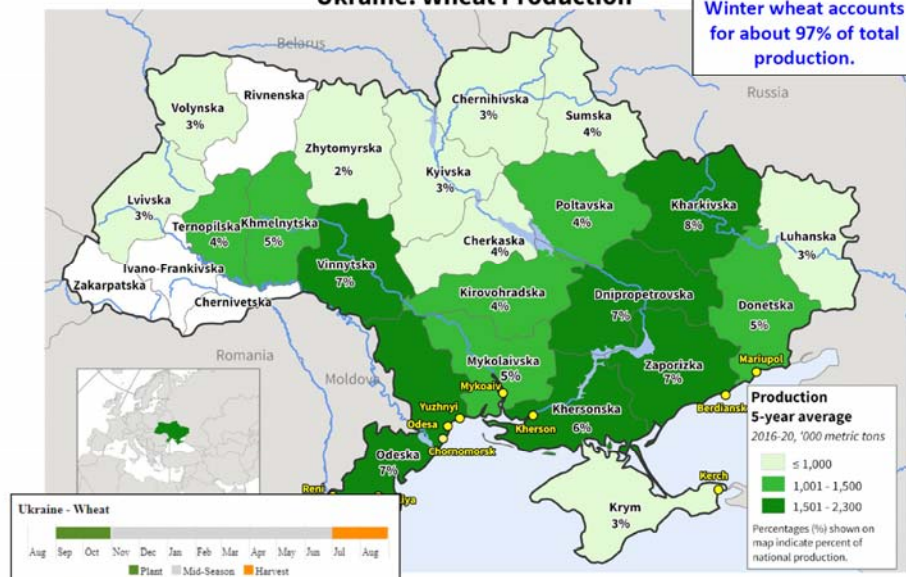 Ukraine: Wheat Production
Winter wheat accounts
for about 97% of total
production.
Belarus
Russia
Rivnenska
Volynska
3%
Chernihivska
3%
Sumska
4%
Zhytomyrska
2%
Kyivska
3%
Lvivska
3%
Ternopilska
4%
Khmelnytska
5%
Poltavska
4%
Kharkivska
8%
Luhanska
3%
Cherkaska
4%
Vinnytska
7%
Ivano-Frankivska
Zakarpatska
Chernivetska
Kirovohradska
4%
Dnipropetrovska
7%
Donetska
5%
Romania
Moldova
Mykolaivska
5%
Mykoaiv
Zaporizka
7%
Mariupol
Berdiansk
Yuzhnyi
Odesa
Chornomorsk
Kherson
Khersonska
6%
Odeska
7%
Reni
Krym
3%
Kerch
Production
5-year average
2016-20, '000 metric tons
≤ 1,000
1,001 - 1,500
1,501 - 2,300
Percentages (%) shown on
map indicate percent of
national production.
Ukraine - Wheat
Aug Sep Oct Nov Dec Jan Feb Mar Apr May Jun Jul Aug
Plant Mid-Season Harvest